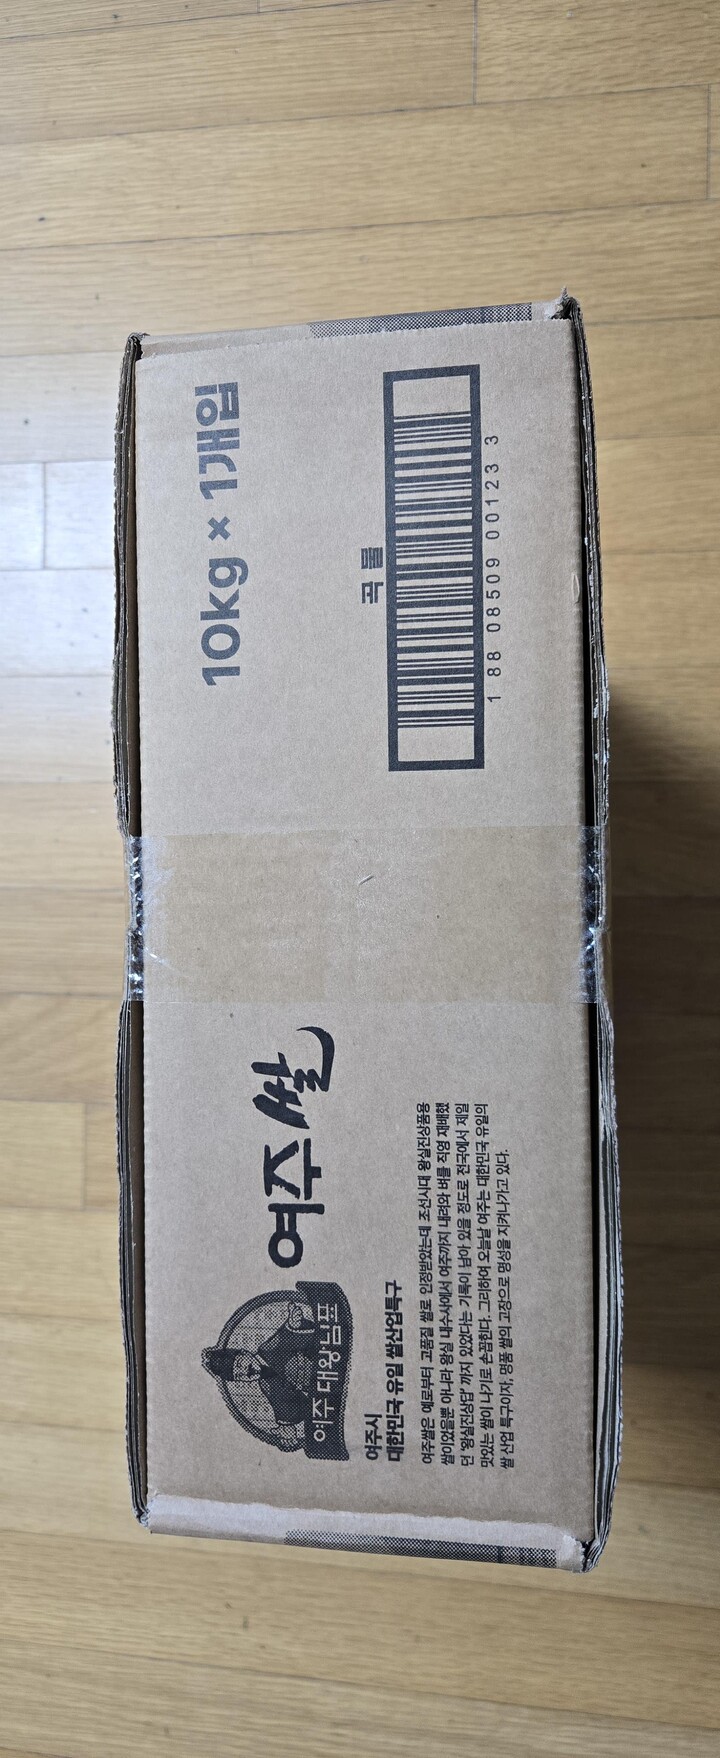 여주 대왕님표
여주쌀
여주시
대한민국 유일 쌀산업특구
여주쌀은 예로부터 고품질 쌀로 인정받았는데 조선시대 왕실진상품용
쌀이었을뿐 아니라 왕실 내수사에서 여주까지 내려와 벼를 직영 재배했
던 '왕실진상답' 까지 있었다는 기록이 남아 있을 정도로 전국에서 제일
맛있는 쌀이 나기로 손꼽힌다. 그리하여 오늘날 여주는 대한민국 유일의
쌀 산업 특구이자, 명품 쌀의 고장으로 명성을 지켜나가고 있다.
10kg × 1개입
곡물
1 88 08509 00123 3